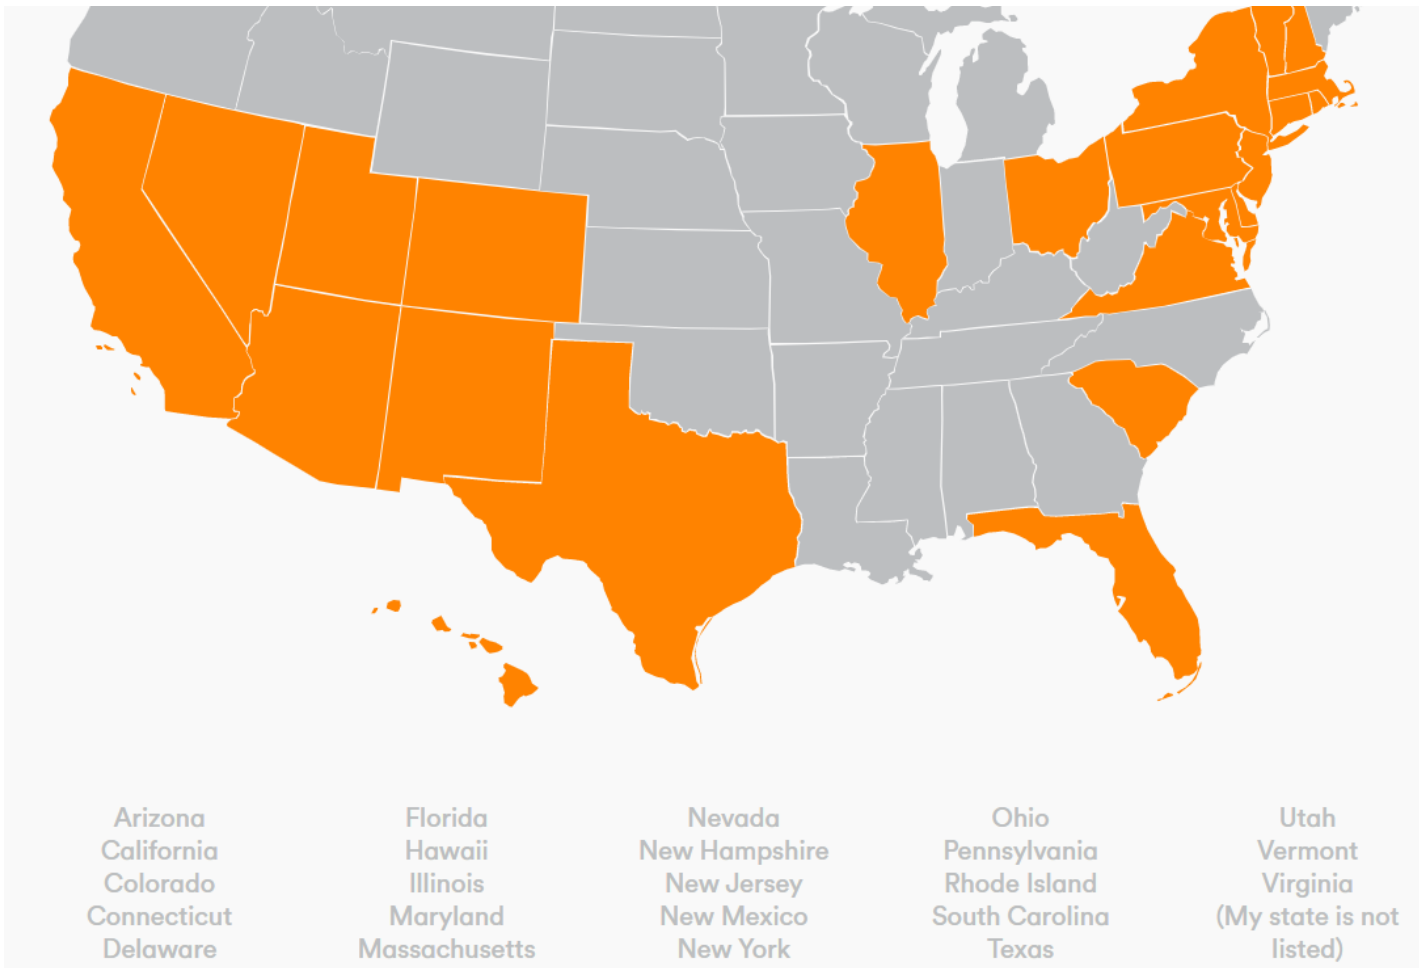 Arizona
California
Colorado
Connecticut
Delaware
Florida
Hawaii
Illinois
Maryland
Massachusetts
Nevada
New Hampshire
New Jersey
New Mexico
New York
Ohio
Pennsylvania
Rhode Island
South Carolina
Texas
Utah
Vermont
Virginia
(My state is not
listed)